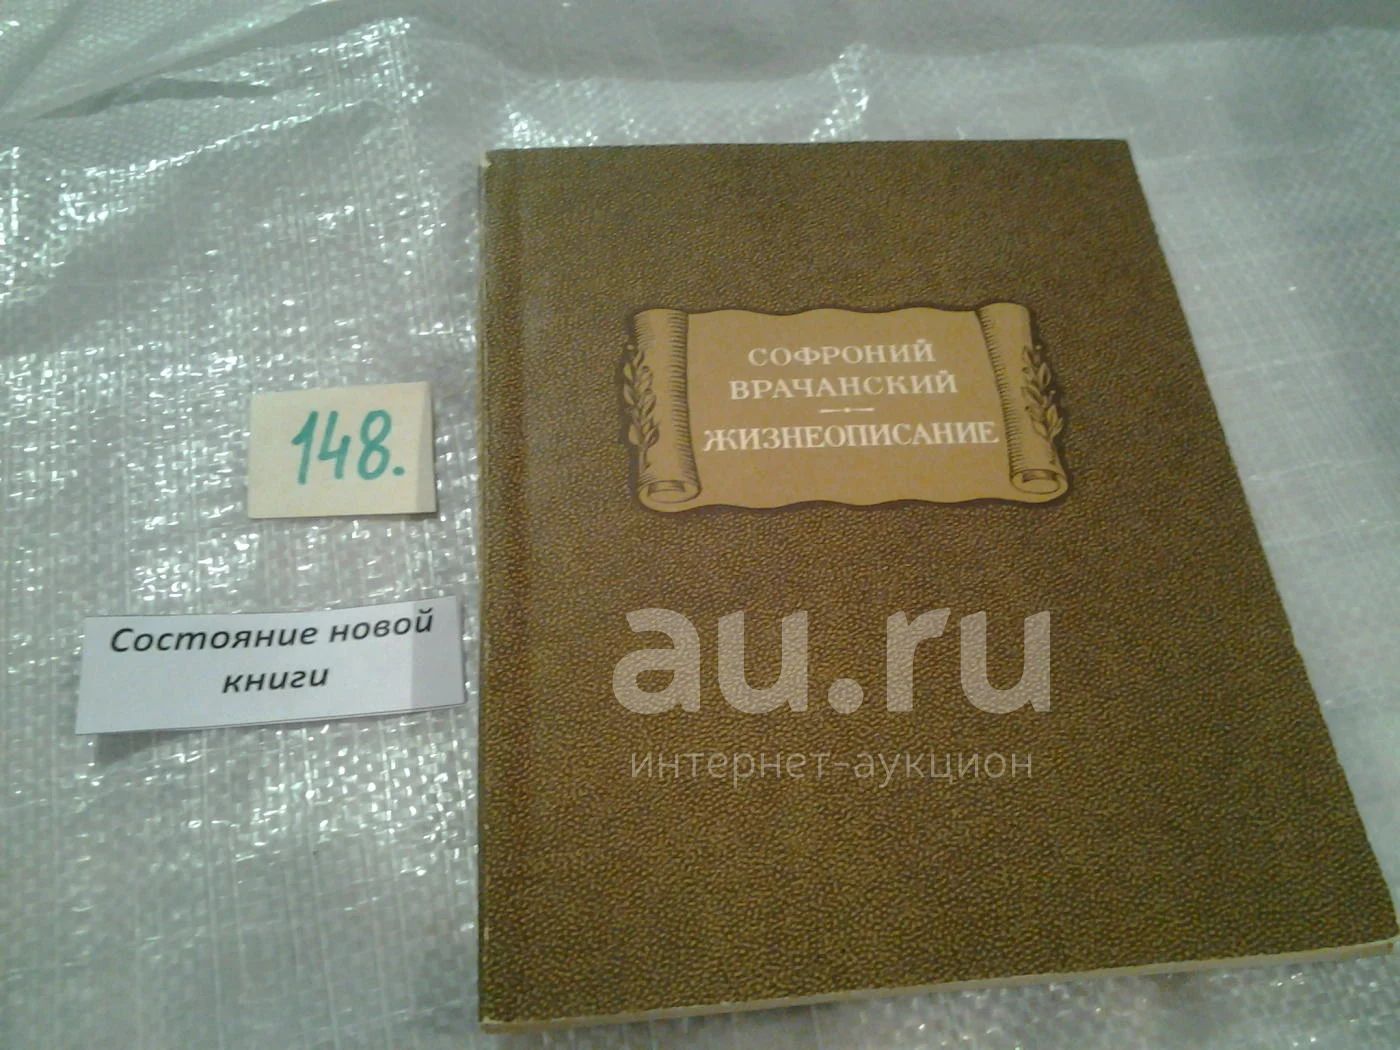 СОФРОНИЙ
ВРАЧАНСКИЙ
ЖИЗНЕОПИСАНИЕ
148.
Состояние новой
книги
au.ru
интернет-аукцион